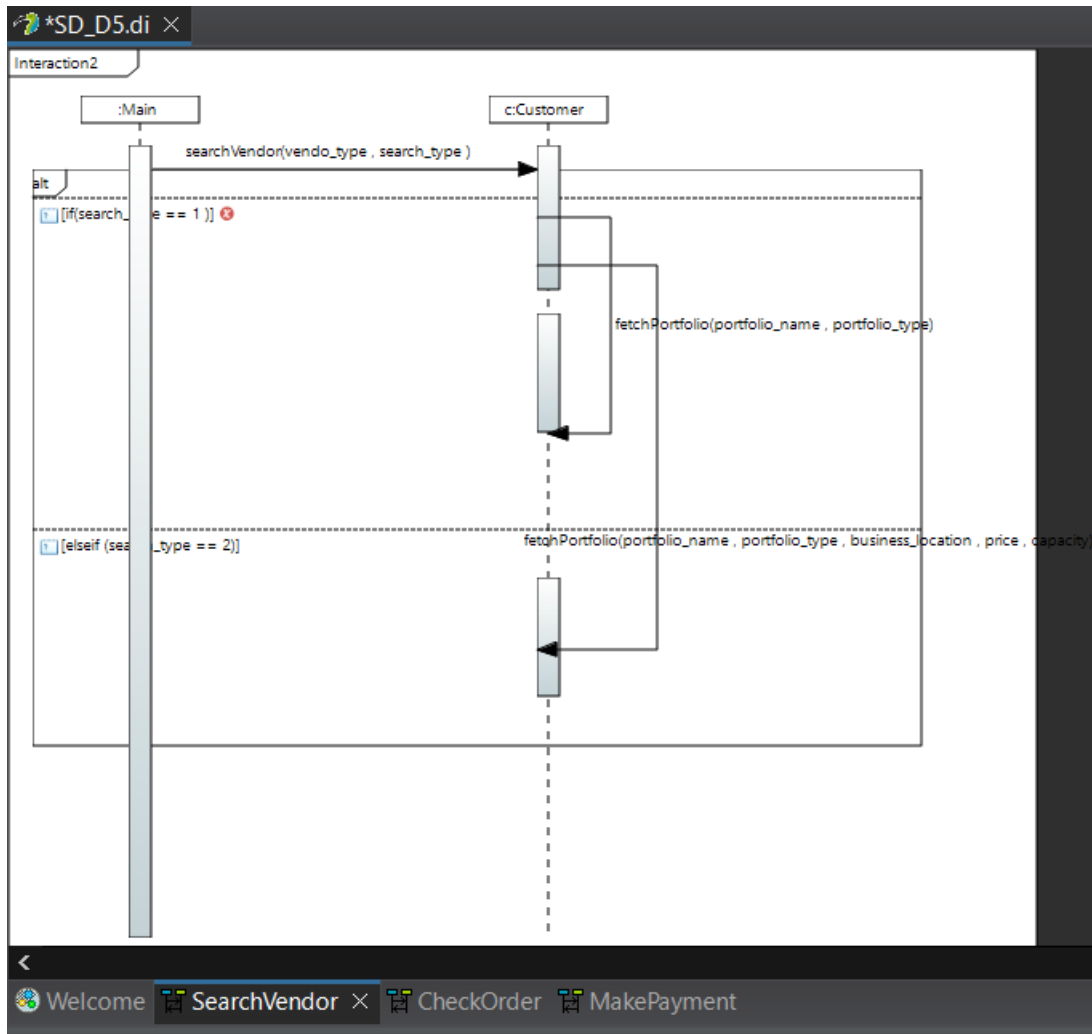 *SD_D5.di
Interaction2
:Main
c:Customer
searchVendor(vendo_type , search_type )
alt
[if(search_ e == 1 )]
fetchPortfolio(portfolio_name , portfolio_type)
[elseif (sea _type == 2)]
fetchPortfolio(portfolio_name , portfolio_type , business_location , price , capacity)
Welcome
SearchVendor
CheckOrder
MakePayment